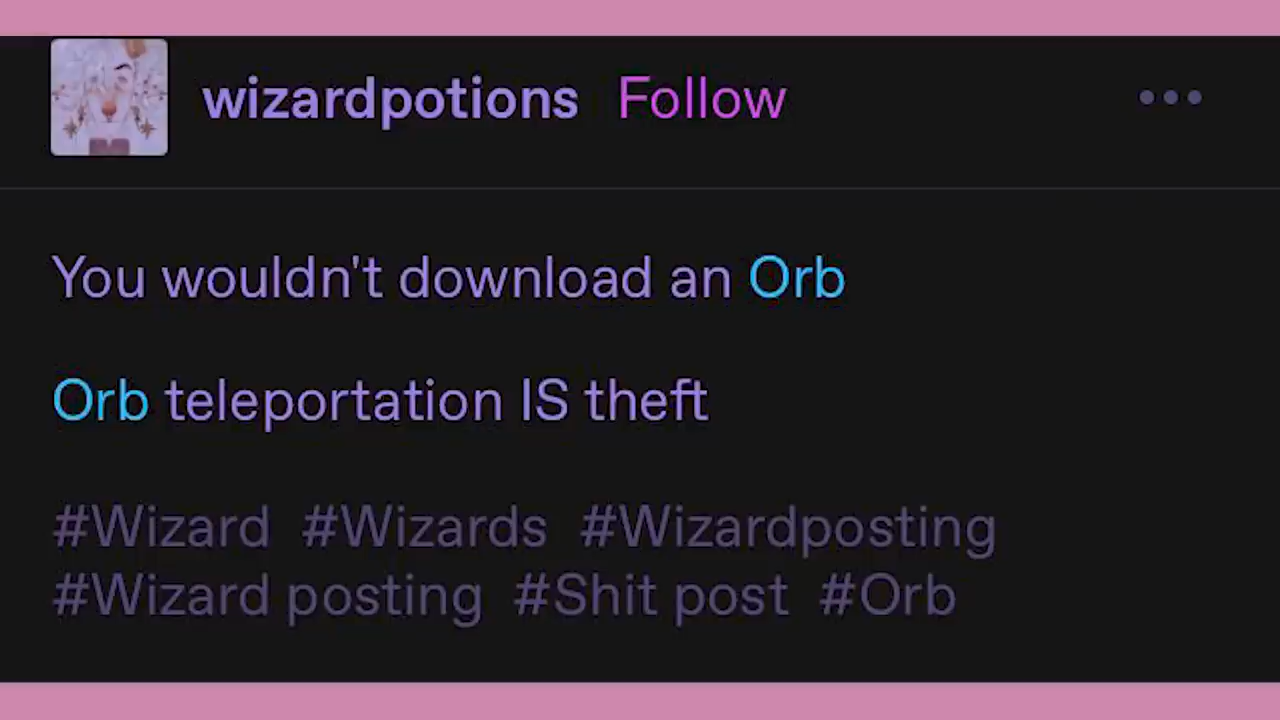 wizardpotions Follow
You wouldn't download an Orb
Orb teleportation IS theft
#Wizard #Wizards #Wizardposting
#Wizard posting #Shit post #Orb